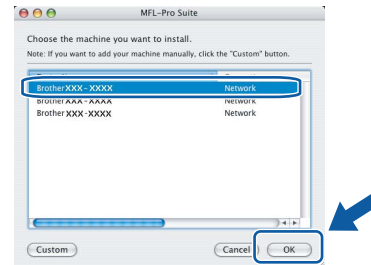 MFL-Pro Suite
Choose the machine you want to install.
Note: If you want to add your machine manually, click the "Custom" button.
Brother XXX-XXXX Network
Brother XXX-XXXX Network
Brother XXX-XXXX Network
Custom
Cancel
OK